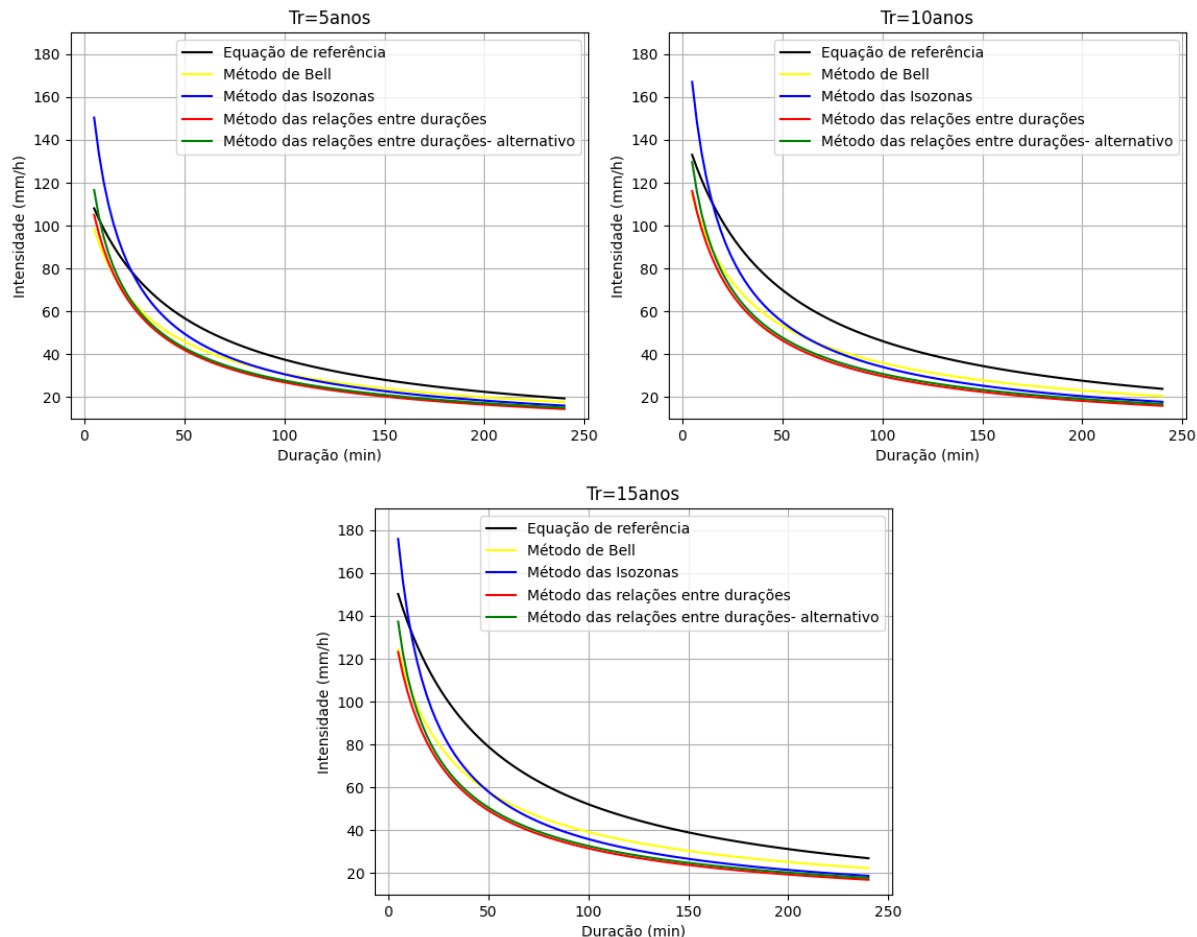 Tr=5anos
180
160
140
120
100
80
60
40
20
Intensidade (mm/h)
Equação de referência
Método de Bell
Método das Isozonas
Método das relações entre durações
Método das relações entre durações- alternativo
0
50
100
150
200
250
Duração (min)
Tr=10anos
180
160
140
120
100
80
60
40
20
Intensidade (mm/h)
Equação de referência
Método de Bell
Método das Isozonas
Método das relações entre durações
Método das relações entre durações- alternativo
0
50
100
150
200
250
Duração (min)
Tr=15anos
180
160
140
120
100
80
60
40
20
Intensidade (mm/h)
Equação de referência
Método de Bell
Método das Isozonas
Método das relações entre durações
Método das relações entre durações- alternativo
0
50
100
150
200
250
Duração (min)